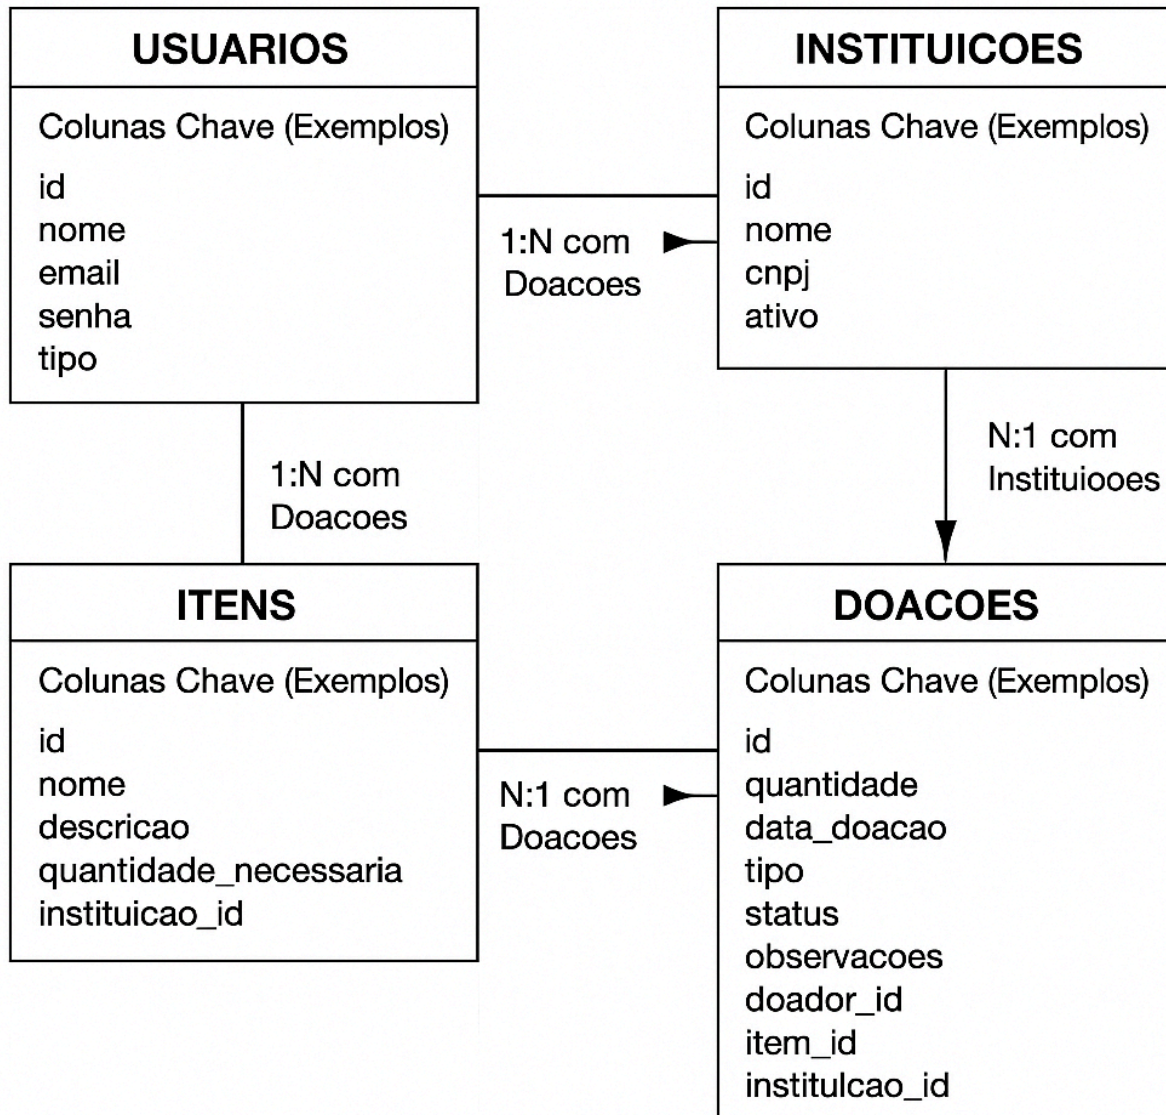 USUARIOS
Colunas Chave (Exemplos)
id
nome
email
senha
tipo
1:N com
Doacoes
INSTITUICOES
Colunas Chave (Exemplos)
id
nome
cnpj
ativo
1:N com
Doacoes
N:1 com
Instituiooes
ITENS
Colunas Chave (Exemplos)
id
nome
descricao
quantidade_necessaria
instituicao_id
N:1 com
Doacoes
DOACOES
Colunas Chave (Exemplos)
id
quantidade
data_doacao
tipo
status
observacoes
doador_id
item_id
institulcao_id